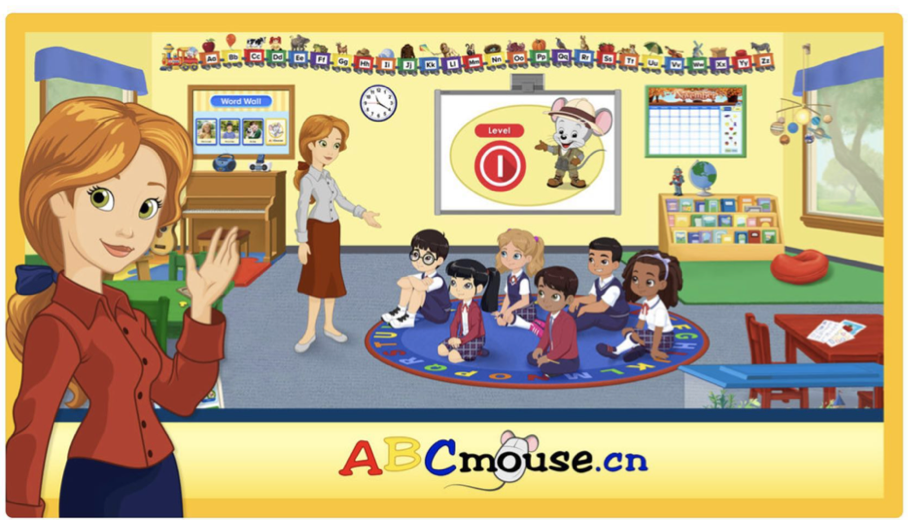 Aa Bb Cc Dd Ee Ff Gg Hh Ii Jj Kk Ll Mm Nn Oo Pp Qq Rr Ss Tt Uu Vv Ww Xx Yy Zz
Word Wall
Level
1
E F G H I
K L M
O P Q R
T U
ABCmouse.cn